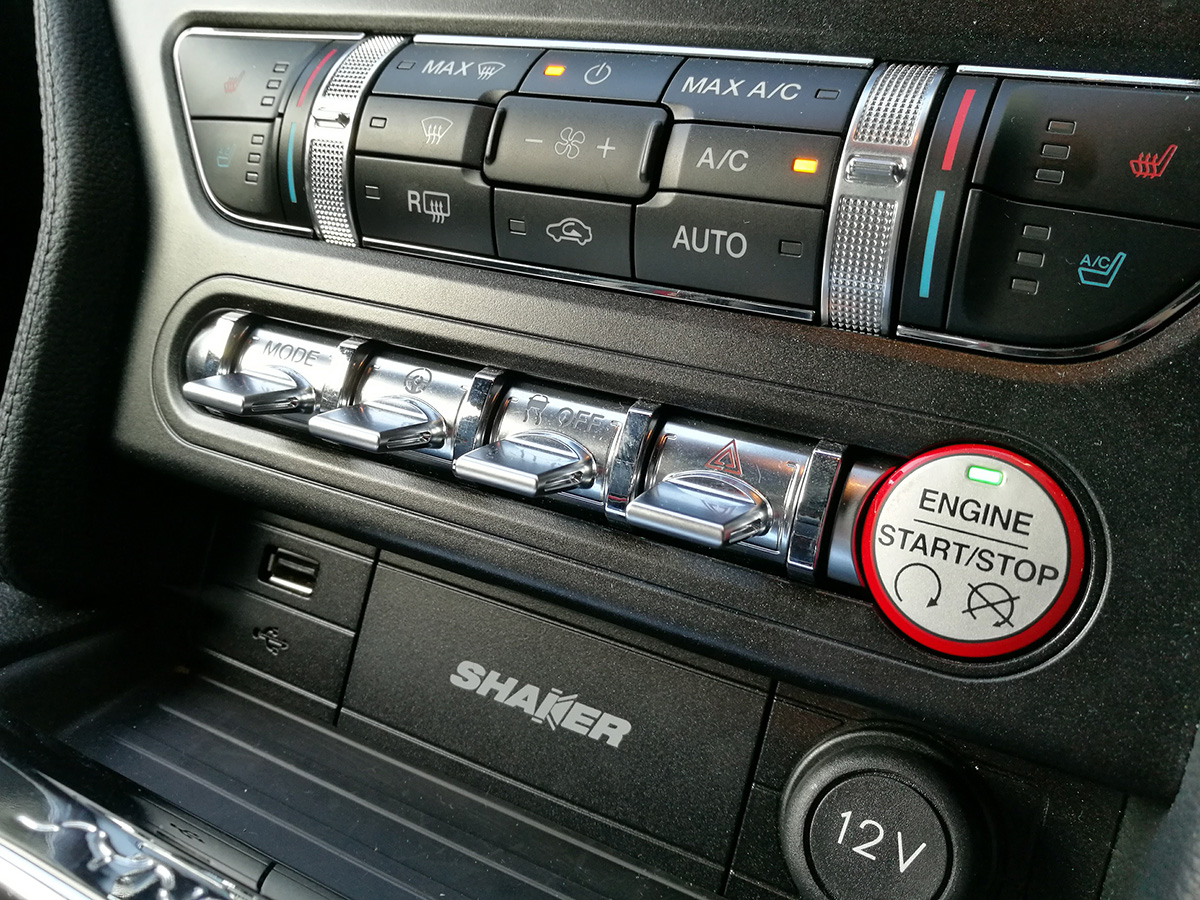 MAX
MAX A/C
- +
A/C
R
AUTO
A/C
MODE
OFF
ENGINE
START/STOP
SHAKER
12V